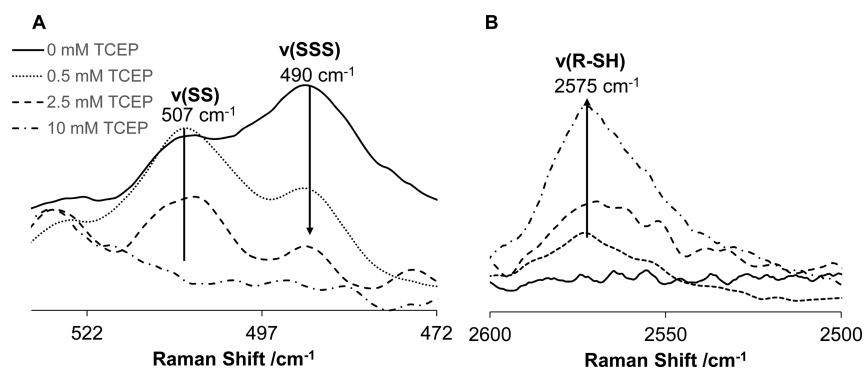 A
0 mM TCEP
0.5 mM TCEP
2.5 mM TCEP
10 mM TCEP
ν(SS)
507 cm⁻¹
ν(SSS)
490 cm⁻¹
522
497
472
Raman Shift /cm⁻¹
B
ν(R-SH)
2575 cm⁻¹
2600
2550
2500
Raman Shift /cm⁻¹